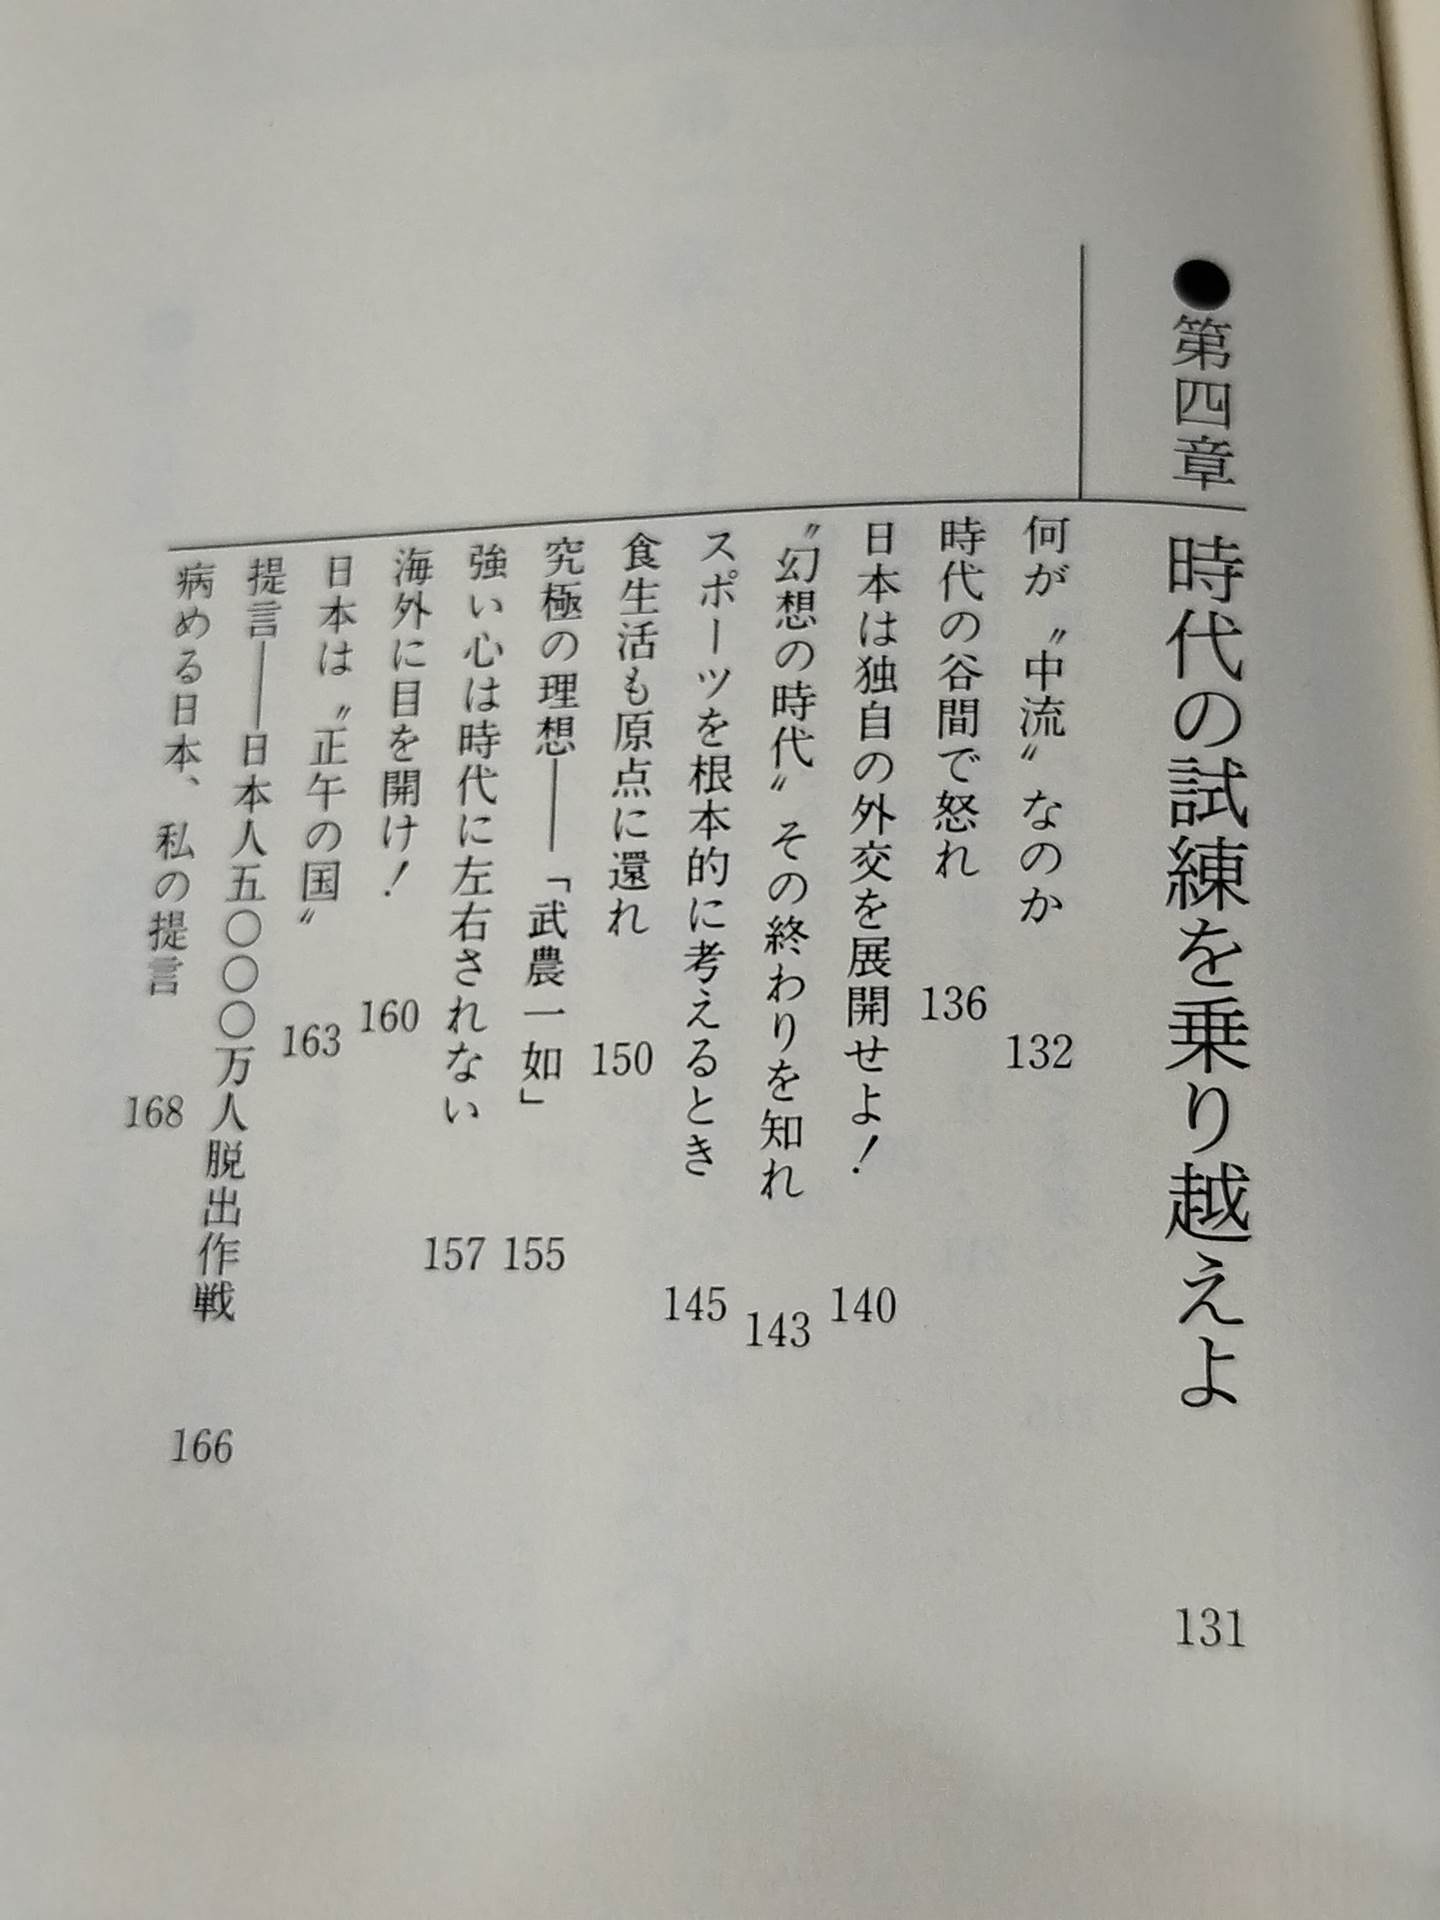 ●第四章 時代の試練を乗り越えよ 131
何が〝中流〟なのか 132
時代の谷間で怒れ 136
日本は独自の外交を展開せよ！ 140
〝幻想の時代〟その終わりを知れ 143
スポーツを根本的に考えるとき 145
食生活も原点に還れ 150
究極の理想――「武農一如」 155
強い心は時代に左右されない 157
海外に目を開け！ 160
日本は〝正午の国〟 163
提言――日本人五〇〇〇万人脱出作戦 166
病める日本、私の提言 168